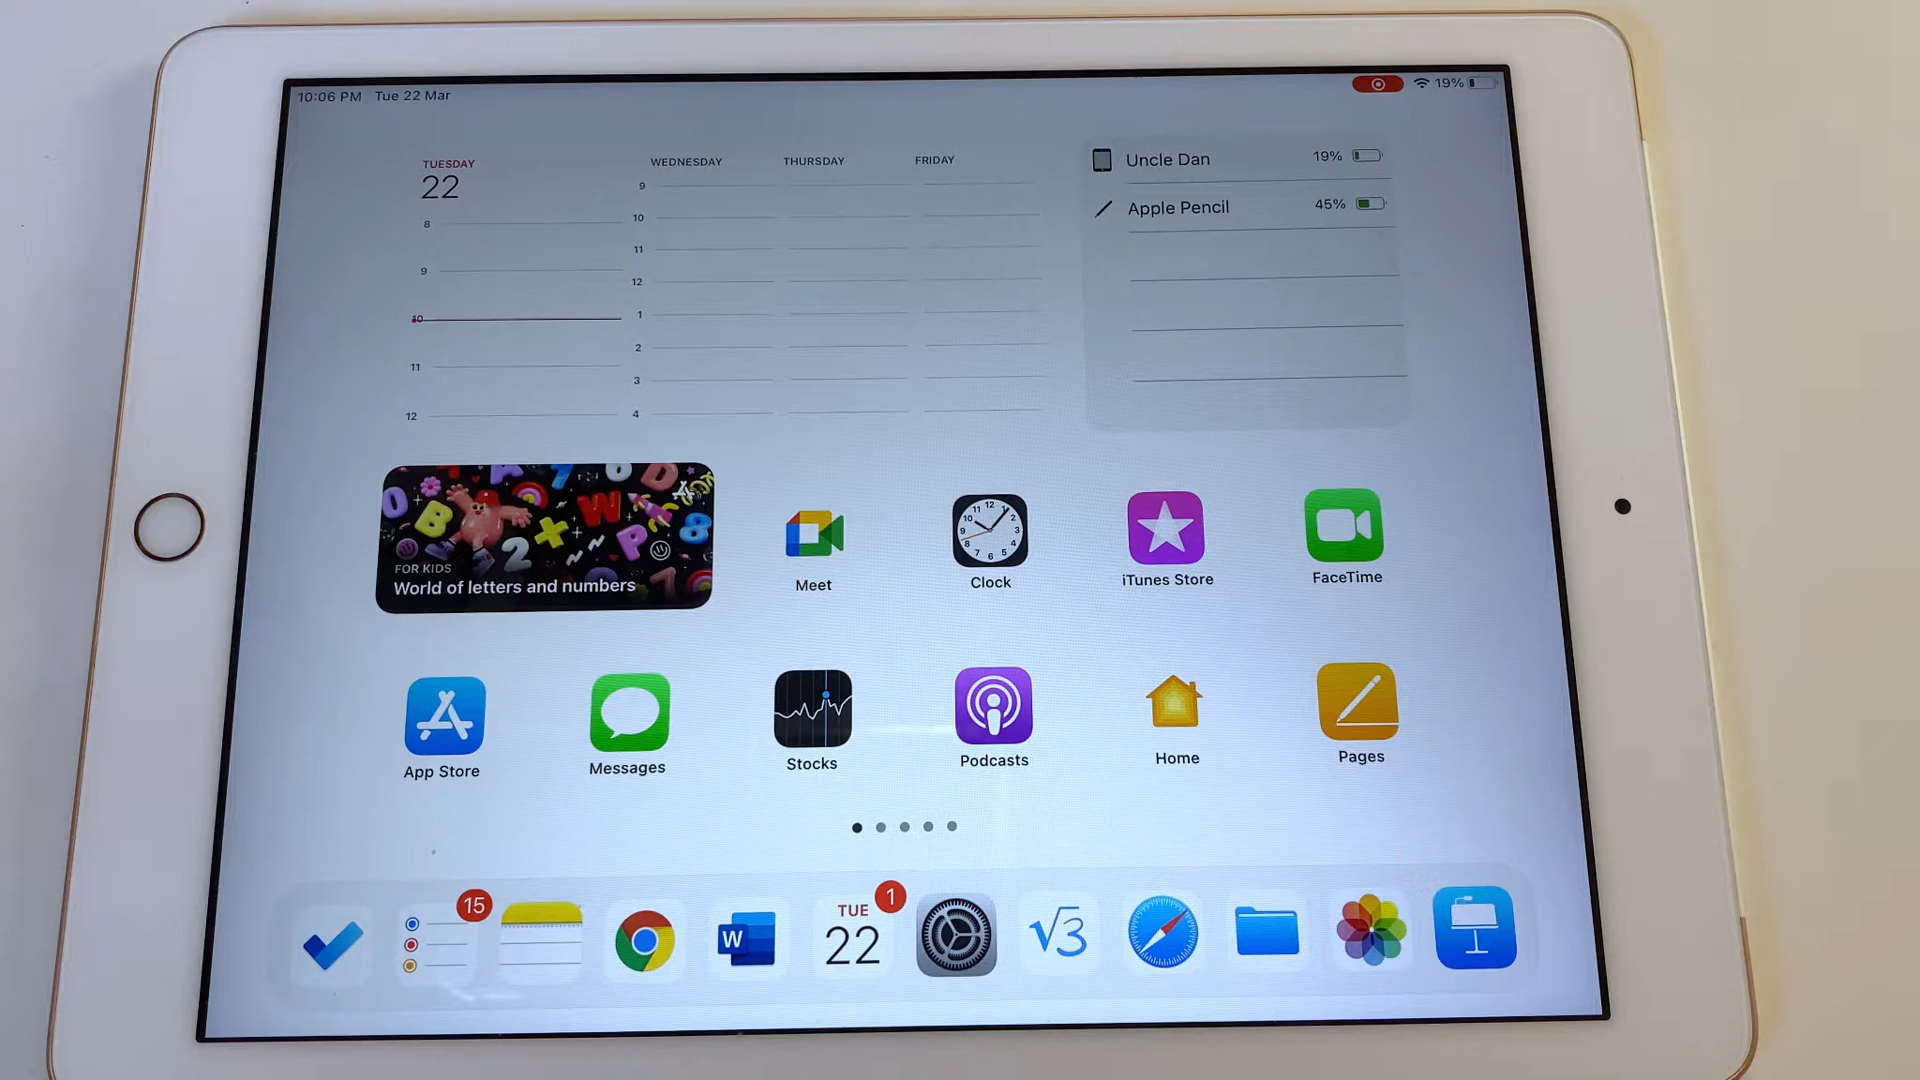 10:06 PM Tue 22 Mar
19%
TUESDAY
22
8
9
10
11
12
WEDNESDAY THURSDAY FRIDAY
9
10
11
12
1
2
3
4
Uncle Dan 19%
Apple Pencil 45%
FOR KIDS
World of letters and numbers
Meet
Clock
iTunes Store
FaceTime
App Store
Messages
Stocks
Podcasts
Home
Pages
15
W
TUE
22
1
√3